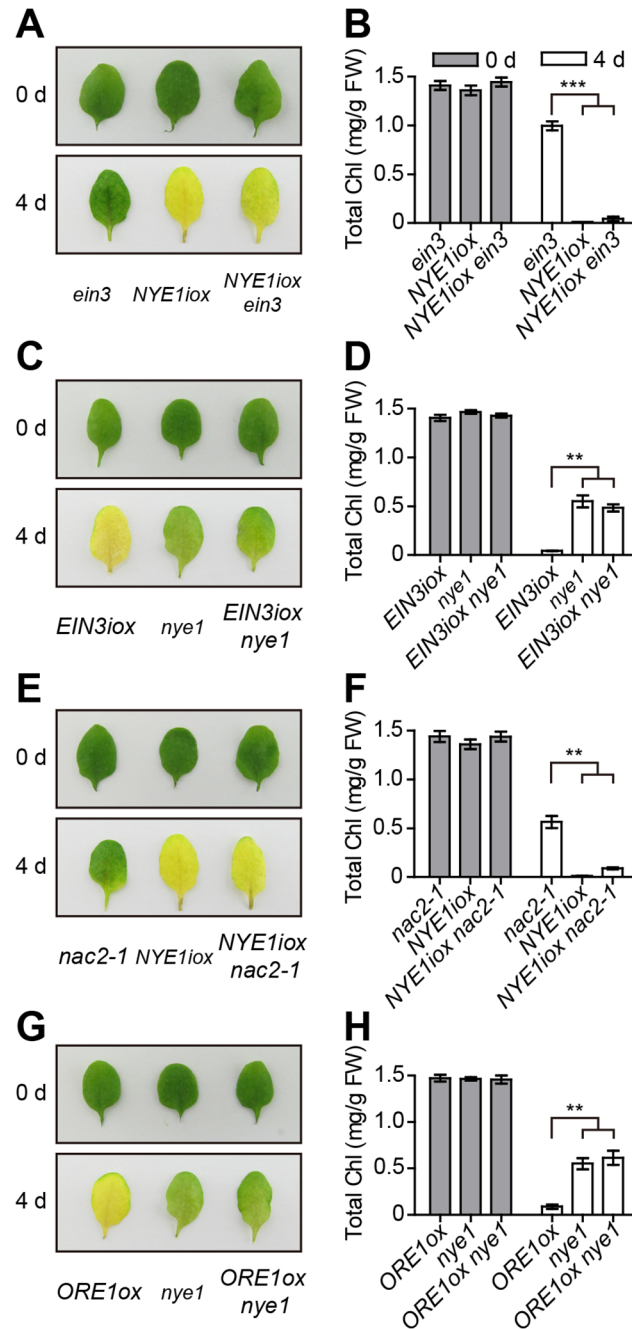 A
0 d
4 d
ein3 NYE1iox NYE1iox
ein3
B
0 d 4 d
Total Chl (mg/g FW)
1.5
1.0
0.5
0
***
ein3
NYE1iox
NYE1iox ein3
ein3
NYE1iox
NYE1iox ein3
C
0 d
4 d
EIN3iox nye1 EIN3iox
nye1
D
Total Chl (mg/g FW)
1.5
1.0
0.5
0
**
EIN3iox
nye1
EIN3iox nye1
EIN3iox
nye1
EIN3iox nye1
E
0 d
4 d
nac2-1 NYE1iox NYE1iox
nac2-1
F
Total Chl (mg/g FW)
1.5
1.0
0.5
0
**
nac2-1
NYE1iox
NYE1iox nac2-1
nac2-1
NYE1iox
NYE1iox nac2-1
G
0 d
4 d
ORE1ox nye1 ORE1ox
nye1
H
Total Chl (mg/g FW)
1.5
1.0
0.5
0
**
ORE1ox
nye1
ORE1ox nye1
ORE1ox
nye1
ORE1ox nye1